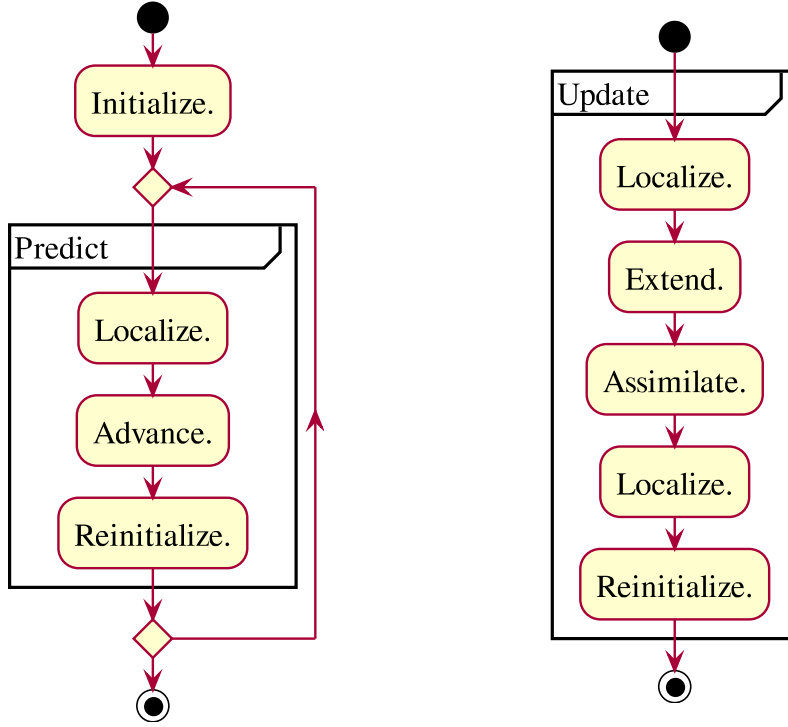 Initialize.
Predict
Localize.
Advance.
Reinitialize.
Update
Localize.
Extend.
Assimilate.
Localize.
Reinitialize.